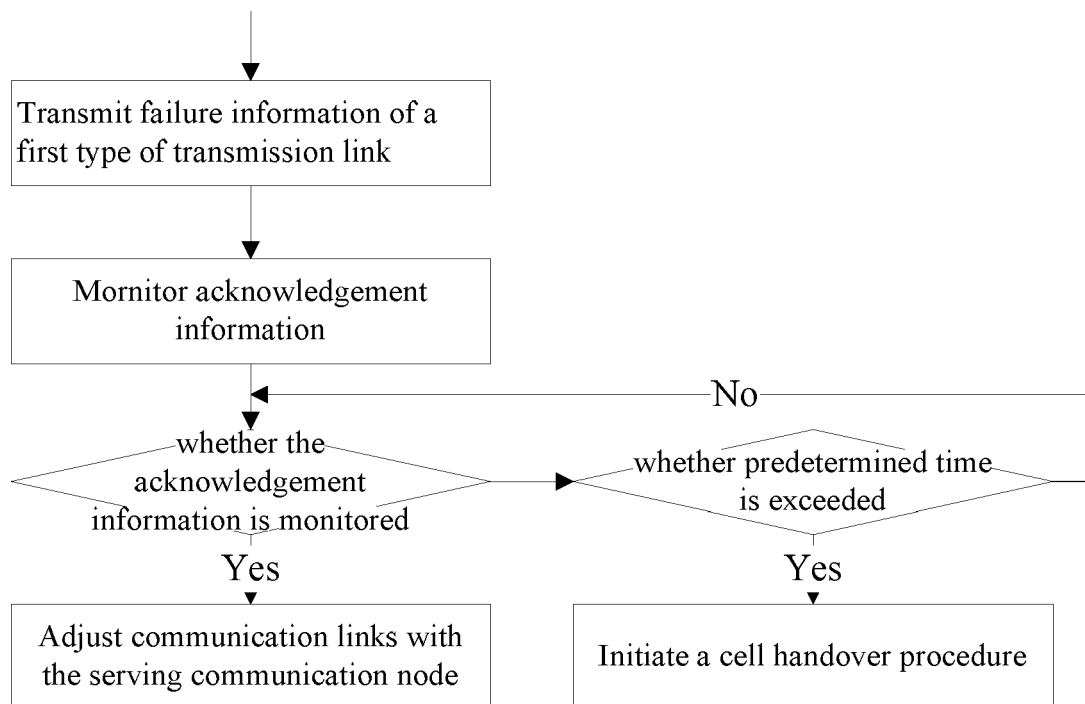 Transmit failure information of a
first type of transmission link
Mornitor acknowledgement
information
No
whether the
acknowledgement
information is monitored
whether predetermined time
is exceeded
Yes
Yes
Adjust communication links with
the serving communication node
Initiate a cell handover procedure